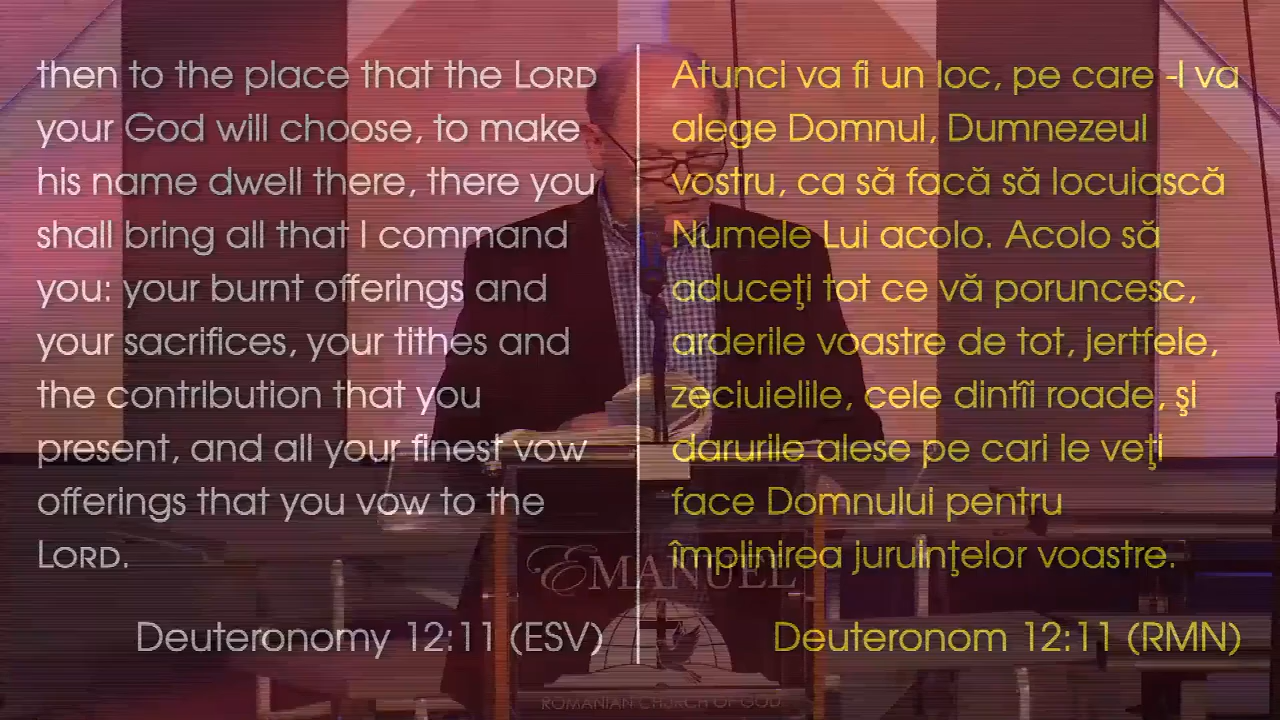 then to the place that the LORD
your God will choose, to make
his name dwell there, there you
shall bring all that I command
you: your burnt offerings and
your sacrifices, your tithes and
the contribution that you
present, and all your finest vow
offerings that you vow to the
LORD.
Deuteronomy 12:11 (ESV)
Atunci va fi un loc, pe care -l va
alege Domnul, Dumnezeul
vostru, ca să facă să locuiască
Numele Lui acolo. Acolo să
aduceţi tot ce vă poruncesc,
arderile voastre de tot, jertfele,
zeciuielile, cele dintîi roade, şi
darurile alese pe cari le veţi
face Domnului pentru
împlinirea juruinţelor voastre.
Deuteronom 12:11 (RMN)
EMANUEL
ROMANIAN CHURCH OF GOD